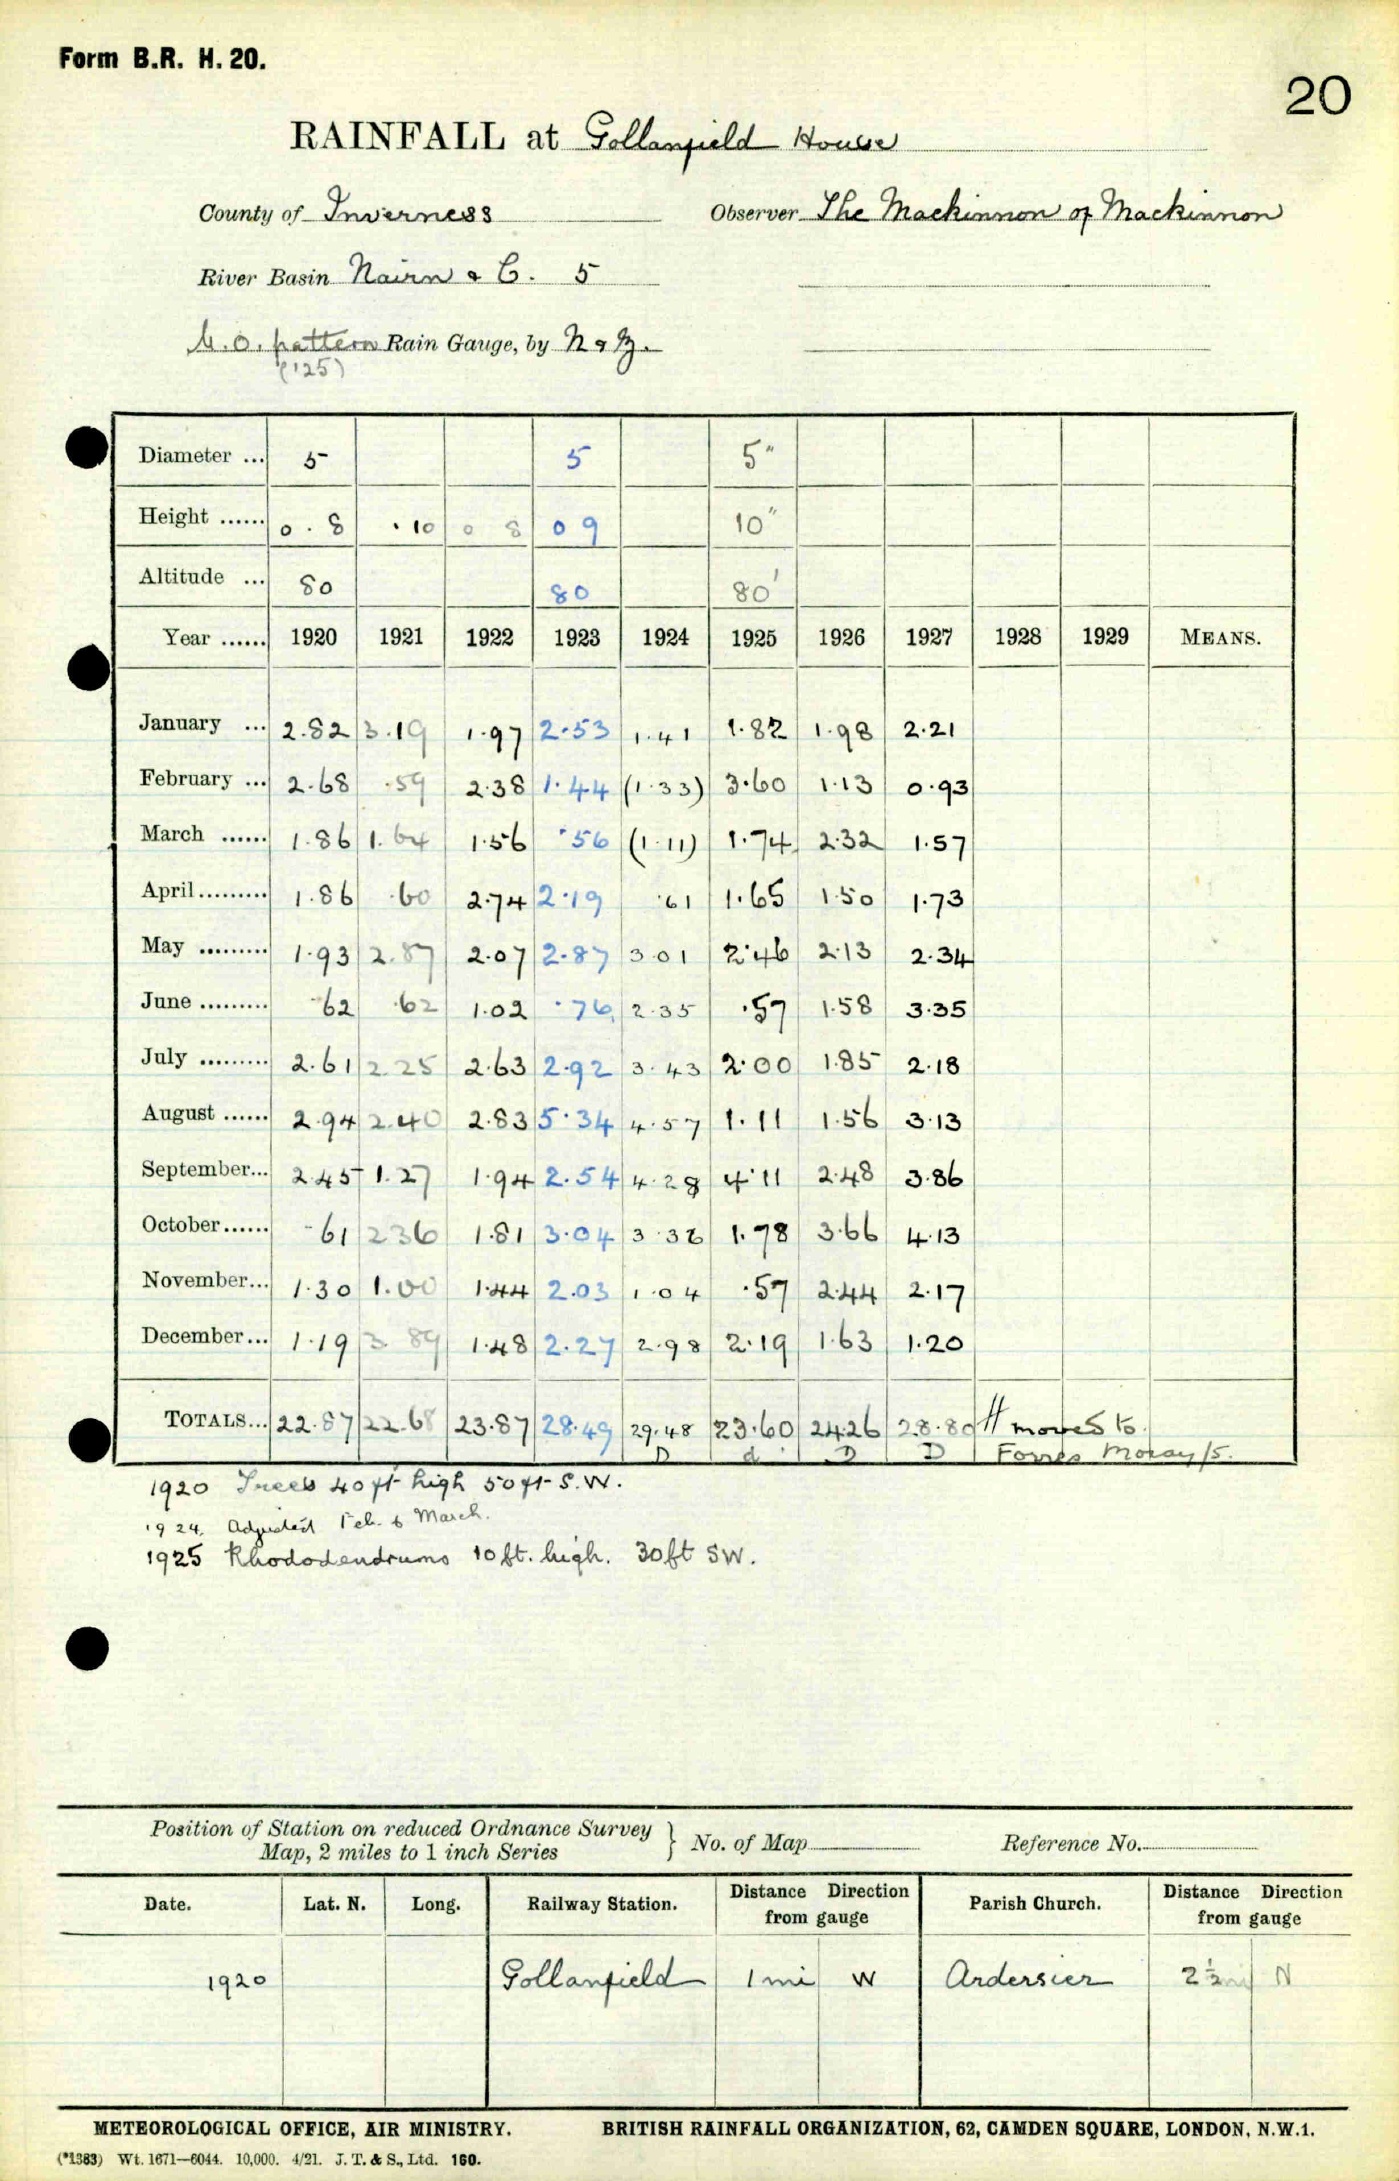 Form B.R. H. 20.
20
RAINFALL at Gollanfield House
County of Inverness Observer The Mackinnon of Mackinnon
River Basin Nairn & C. 5
M.O. pattern Rain Gauge, by N & Z.
('25)
Diameter ... 5 5 5"
Height ...... 0.8 .10 0 8 09 10"
Altitude ... 80 80 80'
Year ...... 1920 1921 1922 1923 1924 1925 1926 1927 1928 1929 MEANS.
January ... 2.82 3.19 1.97 2.53 1.41 1.82 1.98 2.21
February ... 2.68 .59 2.38 1.44 (1.33) 3.60 1.13 0.93
March ...... 1.86 1.64 1.56 .56 (1.11) 1.74 2.32 1.57
April ......... 1.86 .60 2.74 2.19 .61 1.65 1.50 1.73
May ......... 1.93 2.87 2.07 2.87 3.01 2.46 2.13 2.34
June ......... .62 .62 1.02 .76 2.35 .57 1.58 3.35
July ......... 2.61 2.25 2.63 2.92 3.43 2.00 1.85 2.18
August ...... 2.94 2.40 2.83 5.34 4.57 1.11 1.56 3.13
September... 2.45 1.27 1.94 2.54 4.28 4.11 2.48 3.86
October...... .61 2.36 1.81 3.04 3.36 1.78 3.66 4.13
November... 1.30 1.00 1.44 2.03 1.04 .57 2.44 2.17
December... 1.19 3.89 1.48 2.27 2.98 2.19 1.63 1.20
TOTALS... 22.87 22.68 23.87 28.49 29.48 23.60 24.26 28.80 // moves to
D d D D Forres Moray/5.
1920 Trees 40 ft high 50 ft S.W.
1924. Adjusted Feb. & March.
1925 Rhododendrums 10 ft. high. 30 ft SW.
Position of Station on reduced Ordnance Survey
Map, 2 miles to 1 inch Series } No. of Map Reference No.
Date. Lat. N. Long. Railway Station. Distance Direction from gauge Parish Church. Distance Direction from gauge
1920 Gollanfield 1 mi W Ardersier 2 ½ mi N
METEOROLOGICAL OFFICE, AIR MINISTRY. BRITISH RAINFALL ORGANIZATION, 62, CAMDEN SQUARE, LONDON, N.W.1.
(*1383) Wt. 1671—6044. 10,000. 4/21. J. T. & S., Ltd. 160.